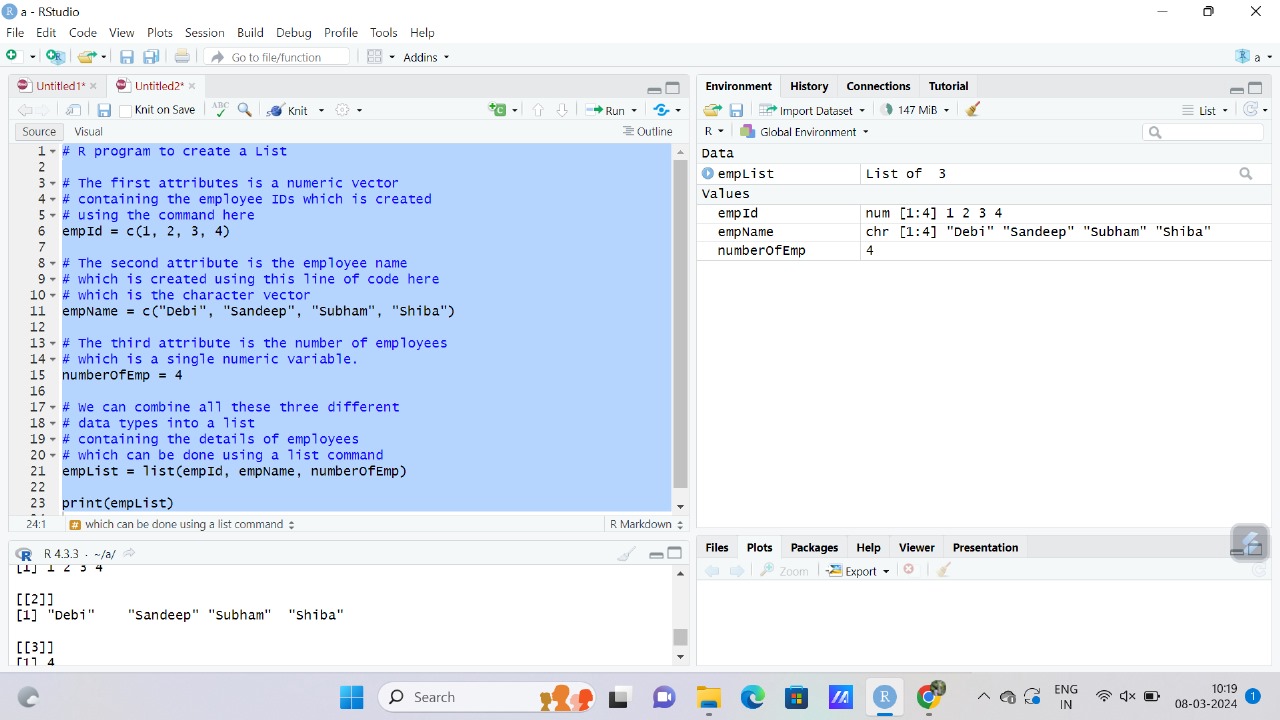 a - RStudio
File Edit Code View Plots Session Build Debug Profile Tools Help
Go to file/function Addins a
Untitled1* Untitled2*
Knit on Save ABC Knit Run
Source Visual Outline
1 # R program to create a List
2
3 # The first attributes is a numeric vector
4 # containing the employee IDs which is created
5 # using the command here
6 empId = c(1, 2, 3, 4)
7
8 # The second attribute is the employee name
9 # which is created using this line of code here
10 # which is the character vector
11 empName = c("Debi", "Sandeep", "Subham", "Shiba")
12
13 # The third attribute is the number of employees
14 # which is a single numeric variable.
15 numberOfEmp = 4
16
17 # We can combine all these three different
18 # data types into a list
19 # containing the details of employees
20 # which can be done using a list command
21 empList = list(empId, empName, numberOfEmp)
22
23 print(empList)
24:1 # which can be done using a list command R Markdown
R 4.3.3 · ~/a/
[1] 1 2 3 4
[[2]]
[1] "Debi" "Sandeep" "Subham" "Shiba"
[[3]]
[1] 4
Environment History Connections Tutorial
Import Dataset 147 MiB List
R Global Environment
Data
empList List of 3
Values
empId num [1:4] 1 2 3 4
empName chr [1:4] "Debi" "Sandeep" "Subham" "Shiba"
numberOfEmp 4
Files Plots Packages Help Viewer Presentation
Zoom Export
Search
ENG
IN
10:19
08-03-2024
1